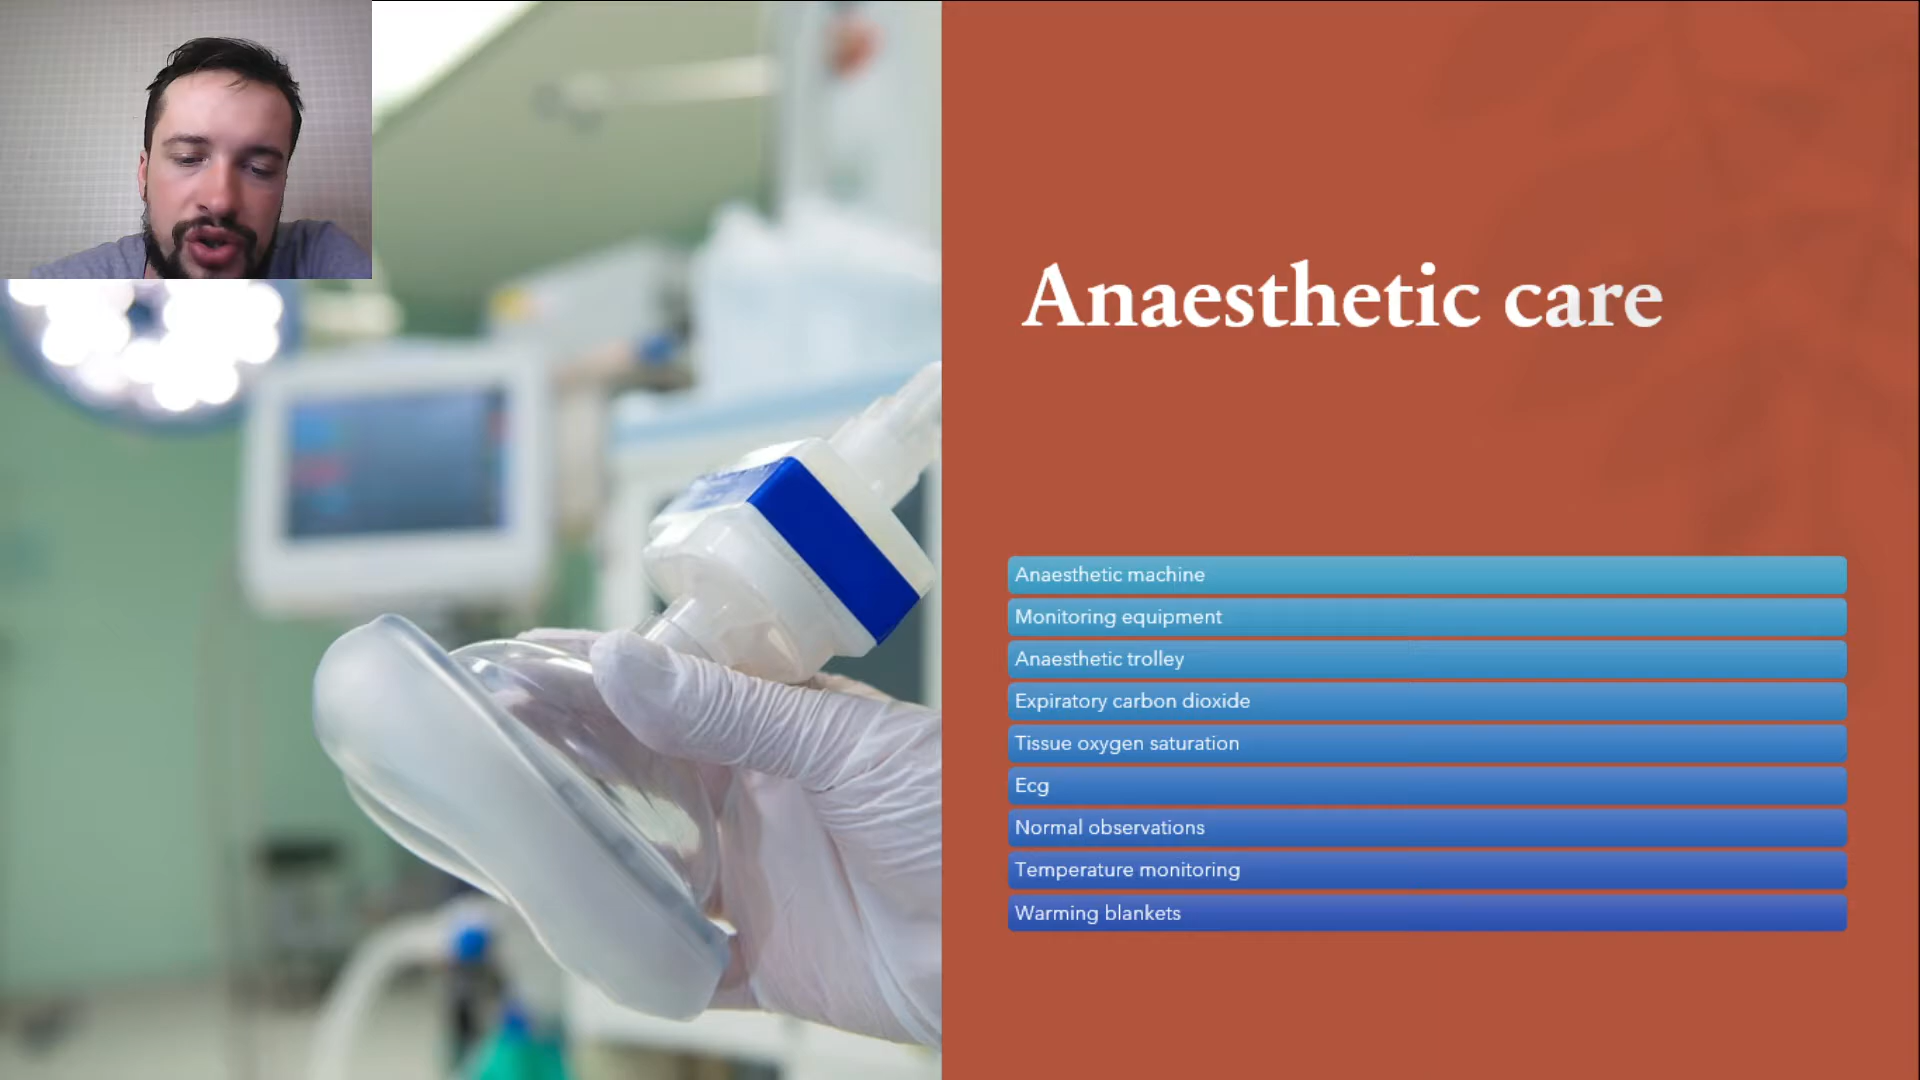 Anaesthetic care
Anaesthetic machine
Monitoring equipment
Anaesthetic trolley
Expiratory carbon dioxide
Tissue oxygen saturation
Ecg
Normal observations
Temperature monitoring
Warming blankets